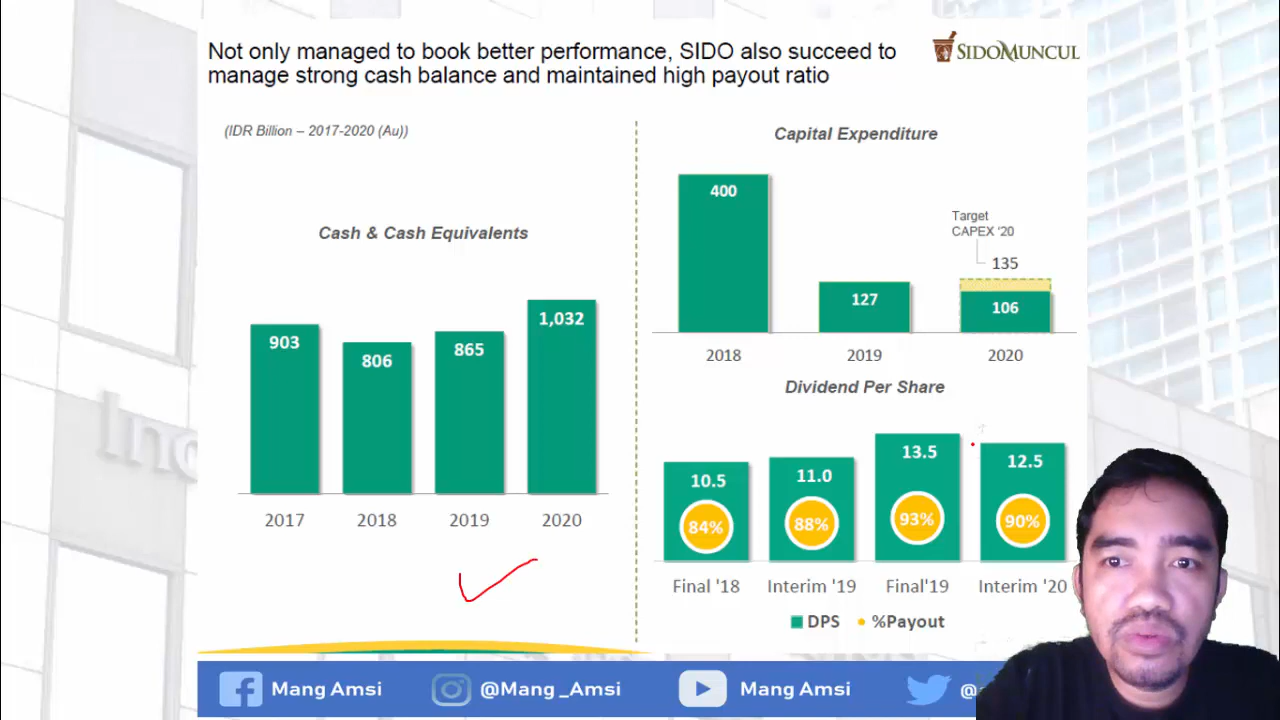 Not only managed to book better performance, SIDO also succeed to
manage strong cash balance and maintained high payout ratio
SIDOMUNCUL
(IDR Billion – 2017-2020 (Au))
Cash & Cash Equivalents
903
806
865
1,032
2017
2018
2019
2020
Capital Expenditure
400
127
Target
CAPEX '20
135
106
2018
2019
2020
Dividend Per Share
10.5
11.0
13.5
12.5
84%
88%
93%
90%
Final '18
Interim '19
Final'19
Interim '20
DPS
%Payout
Mang Amsi
@Mang_Amsi
Mang Amsi